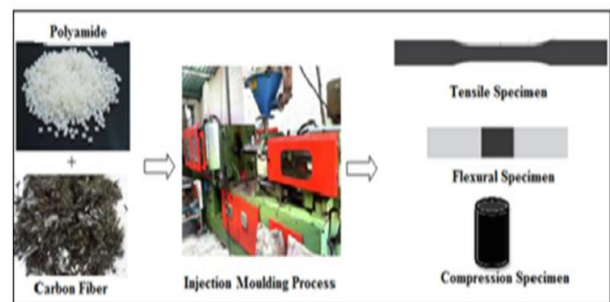 Polyamide
+
Carbon Fiber
Injection Moulding Process
Tensile Specimen
Flexural Specimen
Compression Specimen